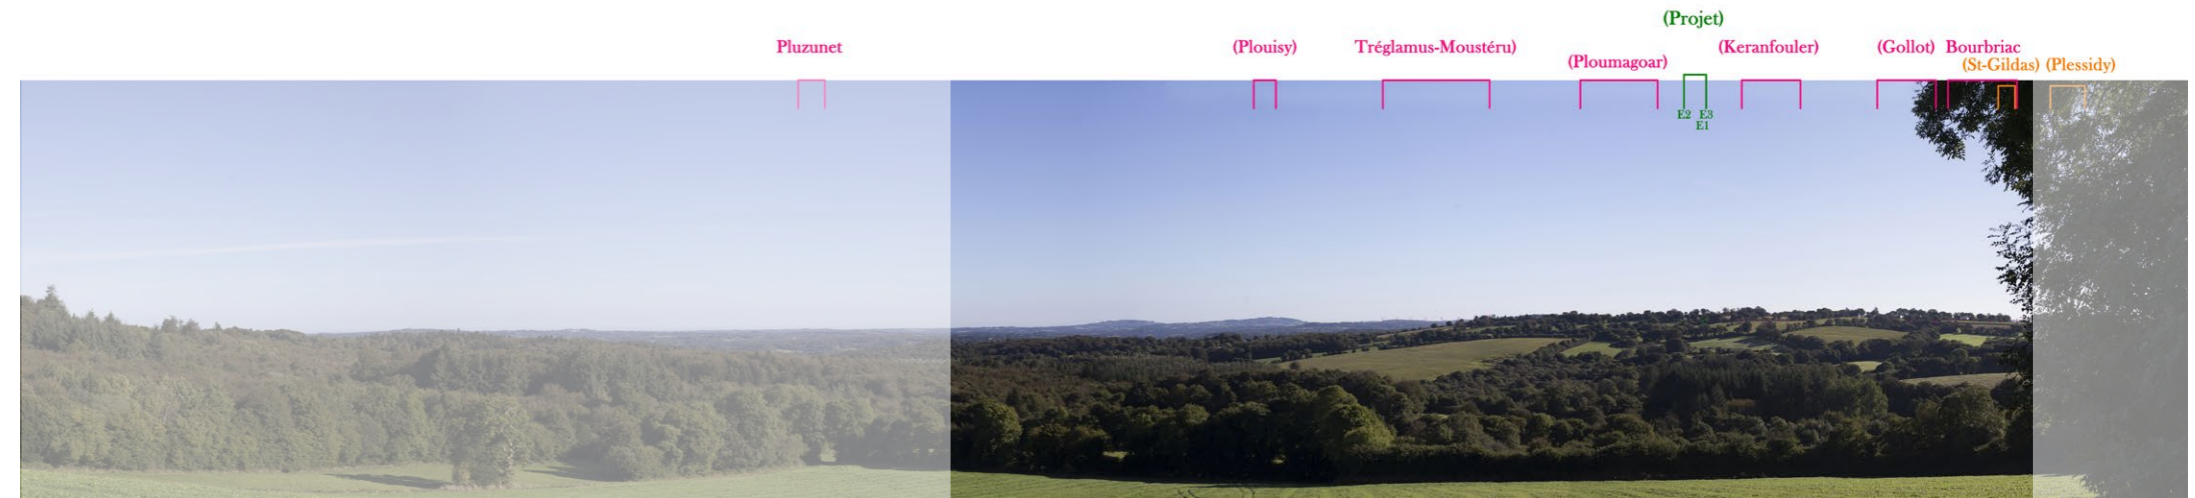 (Projet)
Pluzunet
(Plouisy)
Tréglamus-Moustéru)
(Ploumagoar)
(Keranfouler)
(Gollot)
Bourbriac
(St-Gildas)
(Plessidy)
E2
E3
E1